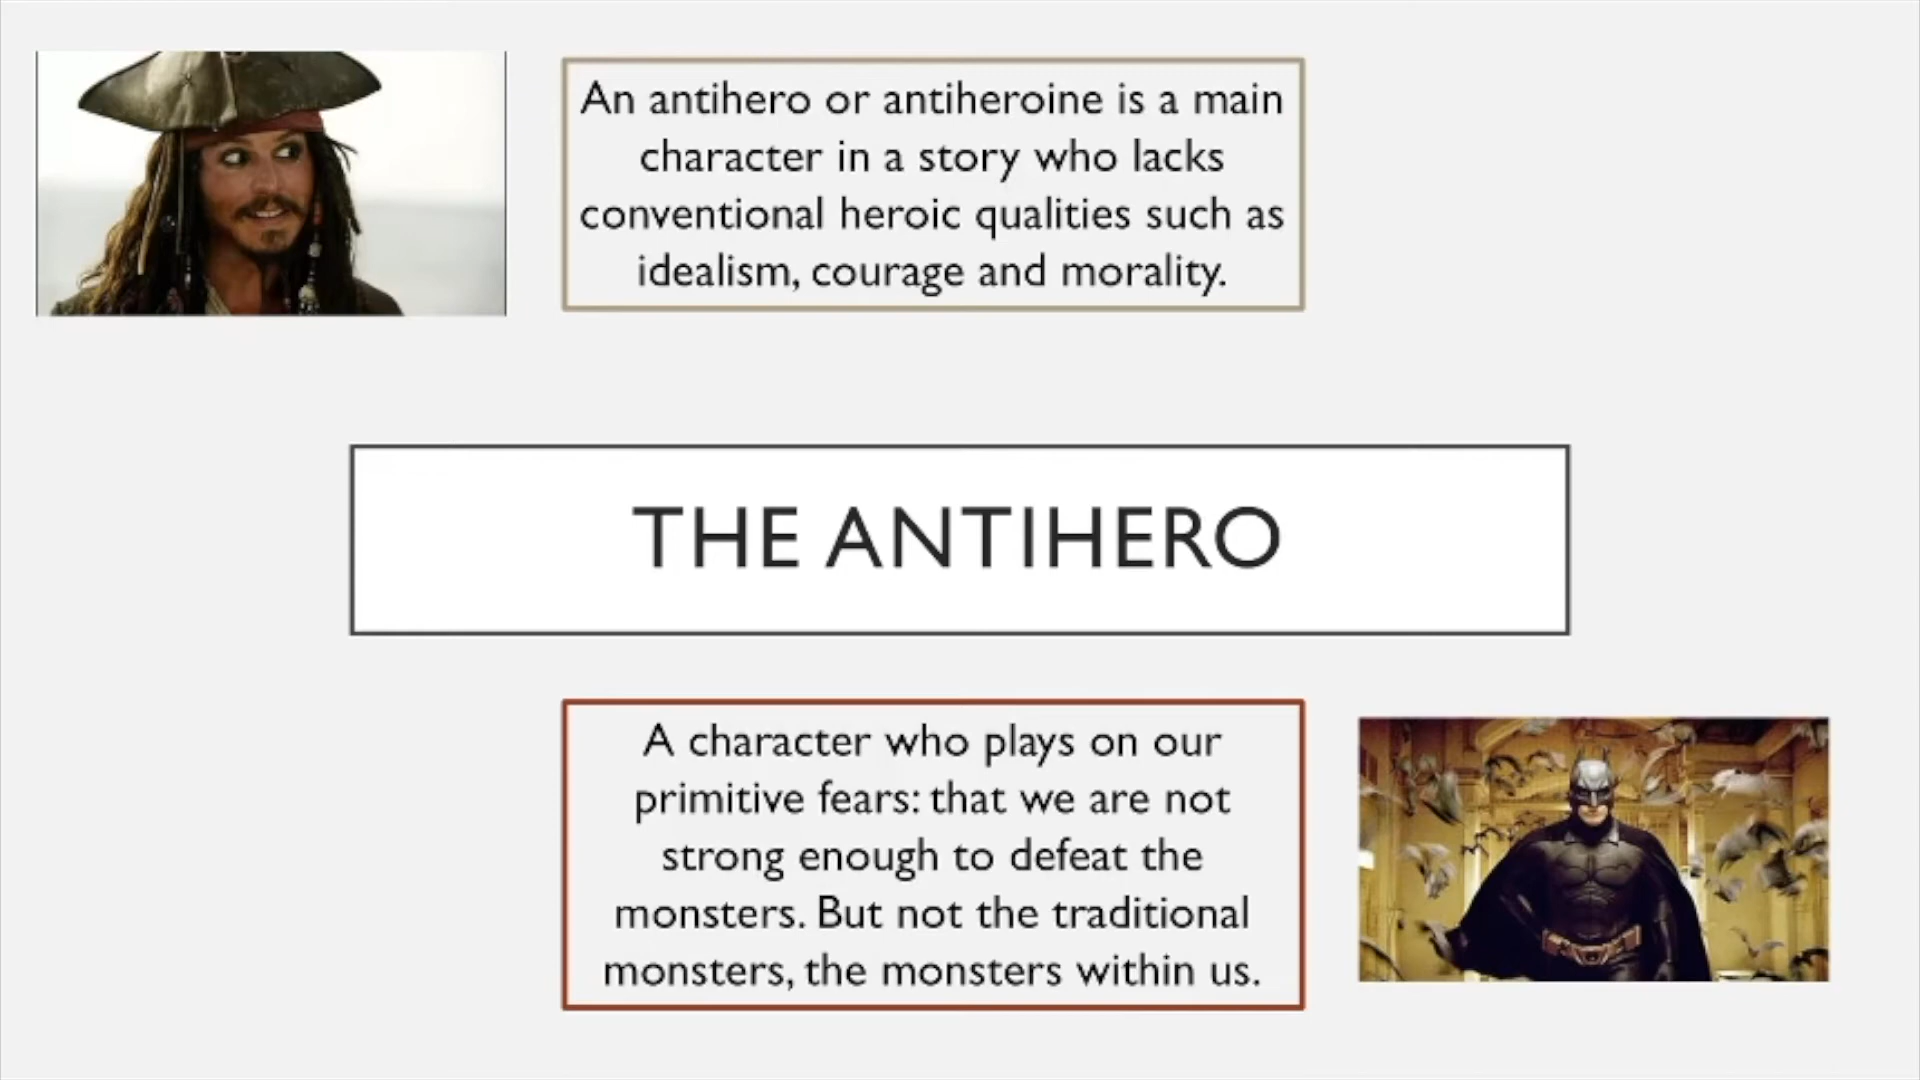 An antihero or antiheroine is a main
character in a story who lacks
conventional heroic qualities such as
idealism, courage and morality.
THE ANTIHERO
A character who plays on our
primitive fears: that we are not
strong enough to defeat the
monsters. But not the traditional
monsters, the monsters within us.